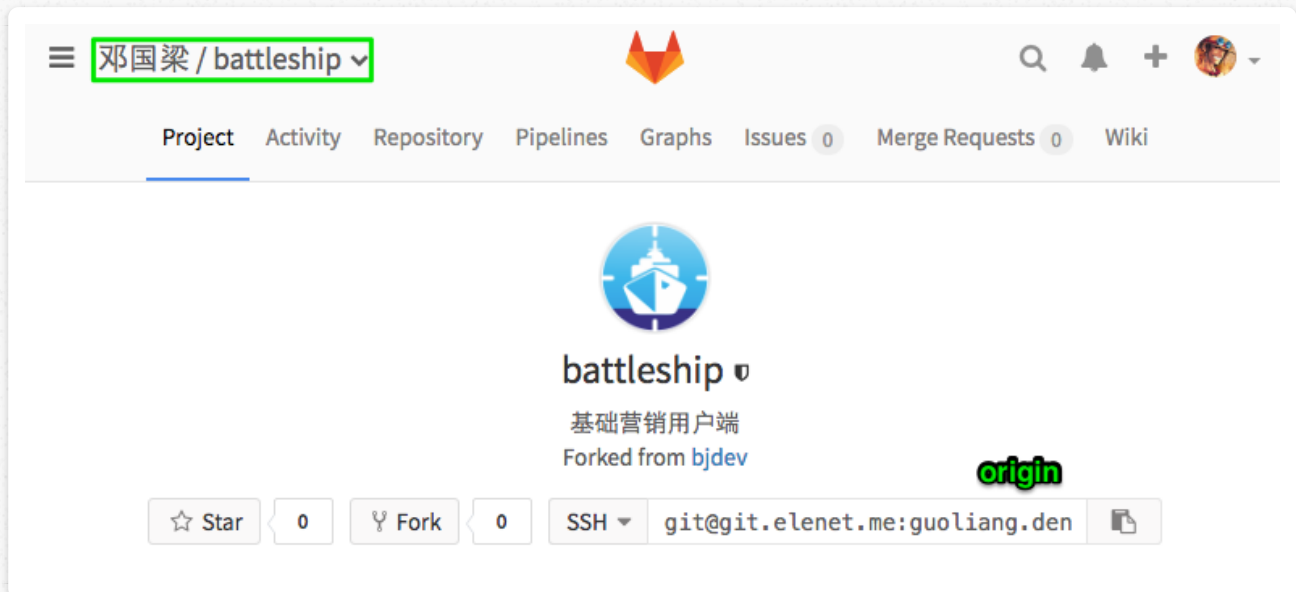 邓国梁 / battleship
Project Activity Repository Pipelines Graphs Issues 0 Merge Requests 0 Wiki
battleship
基础营销用户端
Forked from bjdev
origin
Star 0 Fork 0 SSH git@git.elenet.me:guoliang.den